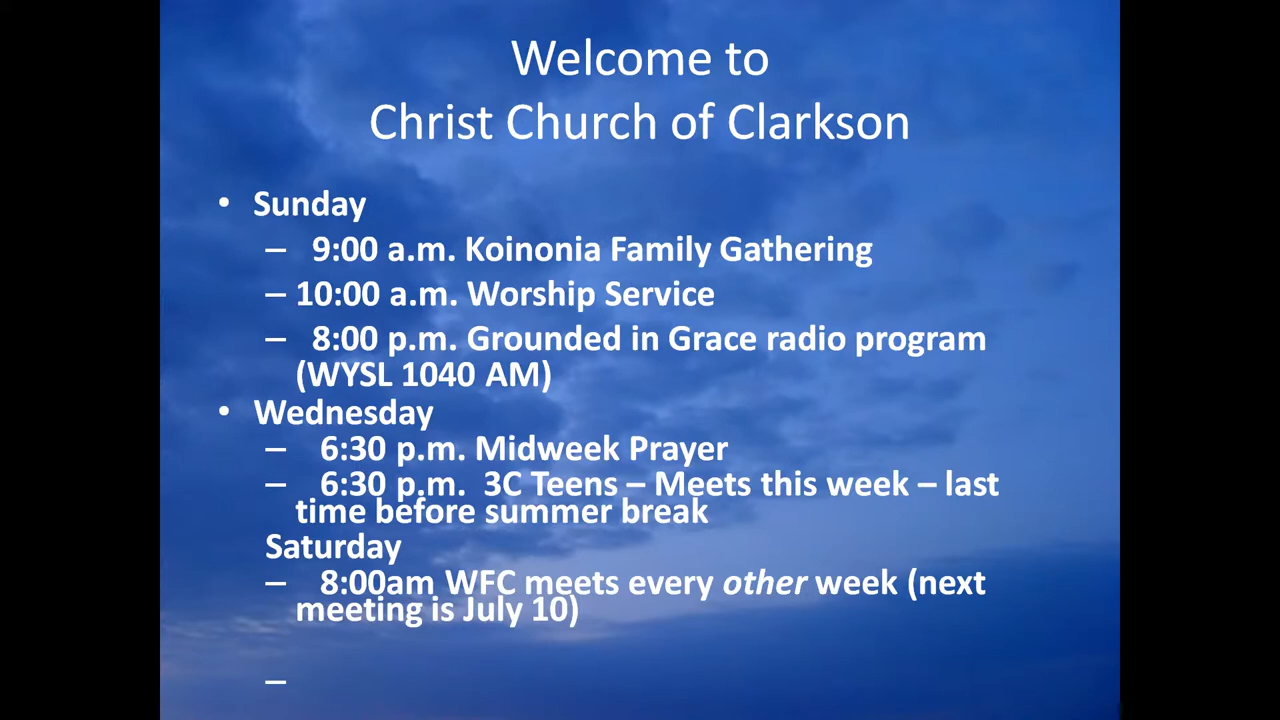 Welcome to
Christ Church of Clarkson
• Sunday
– 9:00 a.m. Koinonia Family Gathering
– 10:00 a.m. Worship Service
– 8:00 p.m. Grounded in Grace radio program
(WYSL 1040 AM)
• Wednesday
– 6:30 p.m. Midweek Prayer
– 6:30 p.m. 3C Teens – Meets this week – last
time before summer break
Saturday
– 8:00am WFC meets every other week (next
meeting is July 10)
–